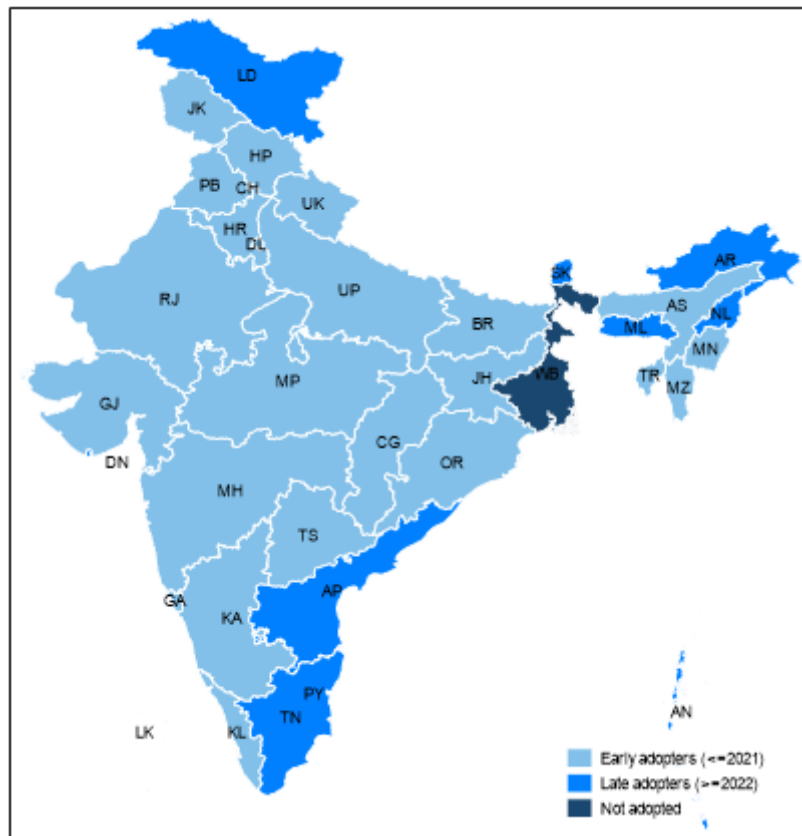 LD
JK
HP
PB
CH
UK
HR
DL
RJ
UP
SK
AR
AS
BR
ML
NL
MN
MP
JH
WB
TR
MZ
GJ
CG
OR
DN
MH
TS
GA
KA
AP
PY
TN
LK
KL
AN
Early adopters (<=2021)
Late adopters (>=2022)
Not adopted